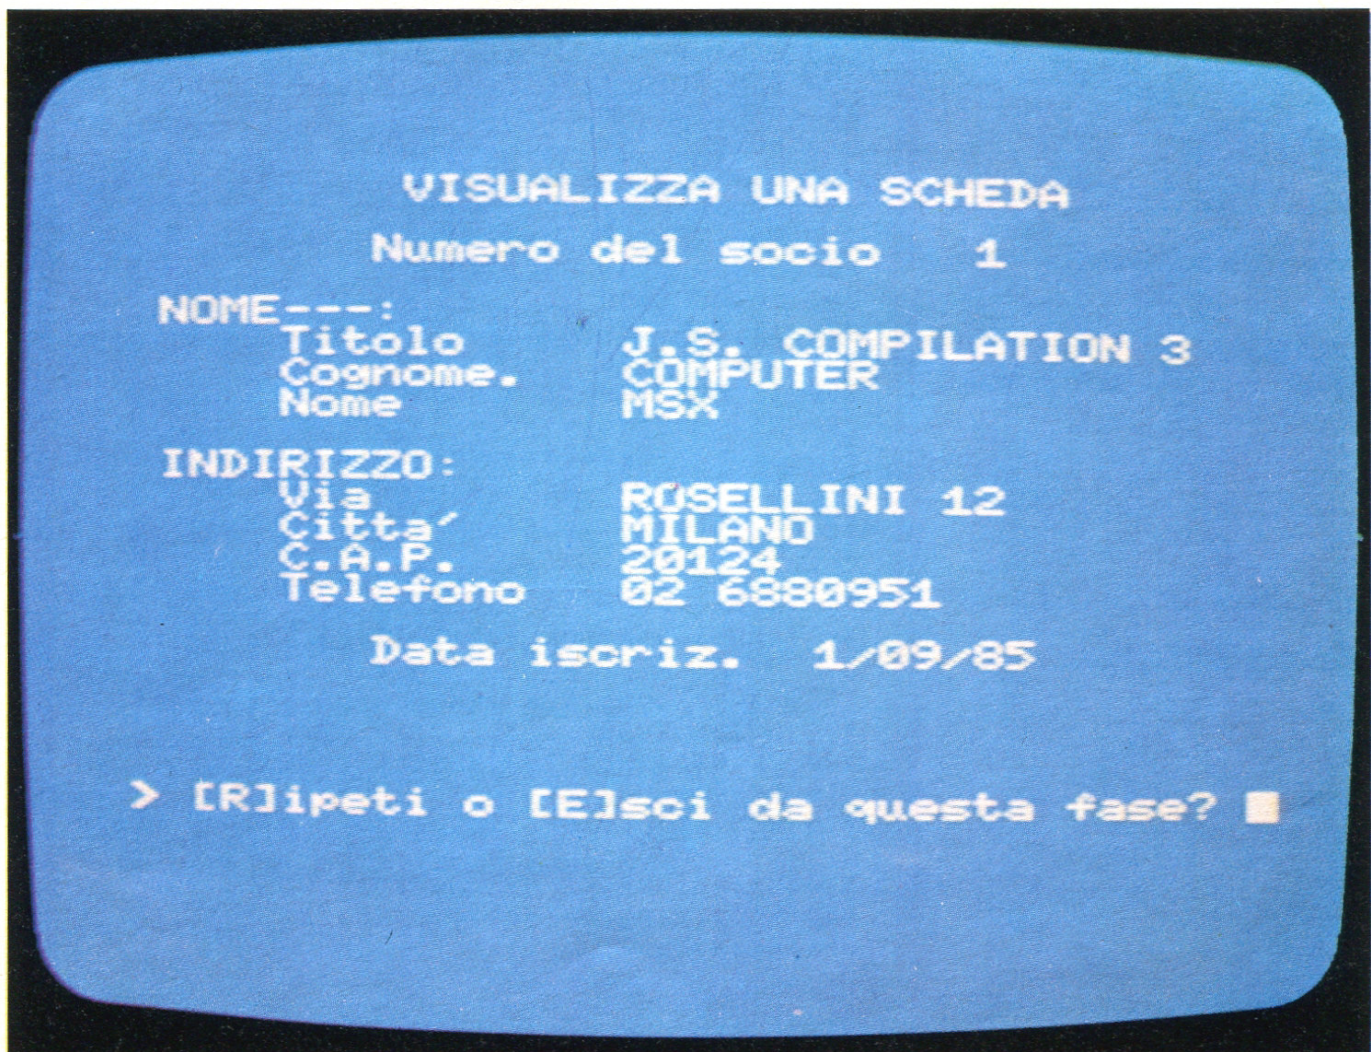 VISUALIZZA UNA SCHEDA
Numero del socio 1
NOME---:
Titolo J.S. COMPILATION 3
Cognome. COMPUTER
Nome MSX
INDIRIZZO:
Via ROSELLINI 12
Citta´ MILANO
C.A.P. 20124
Telefono 02 6880951
Data iscriz. 1/09/85
> [R]ipeti o [E]sci da questa fase?